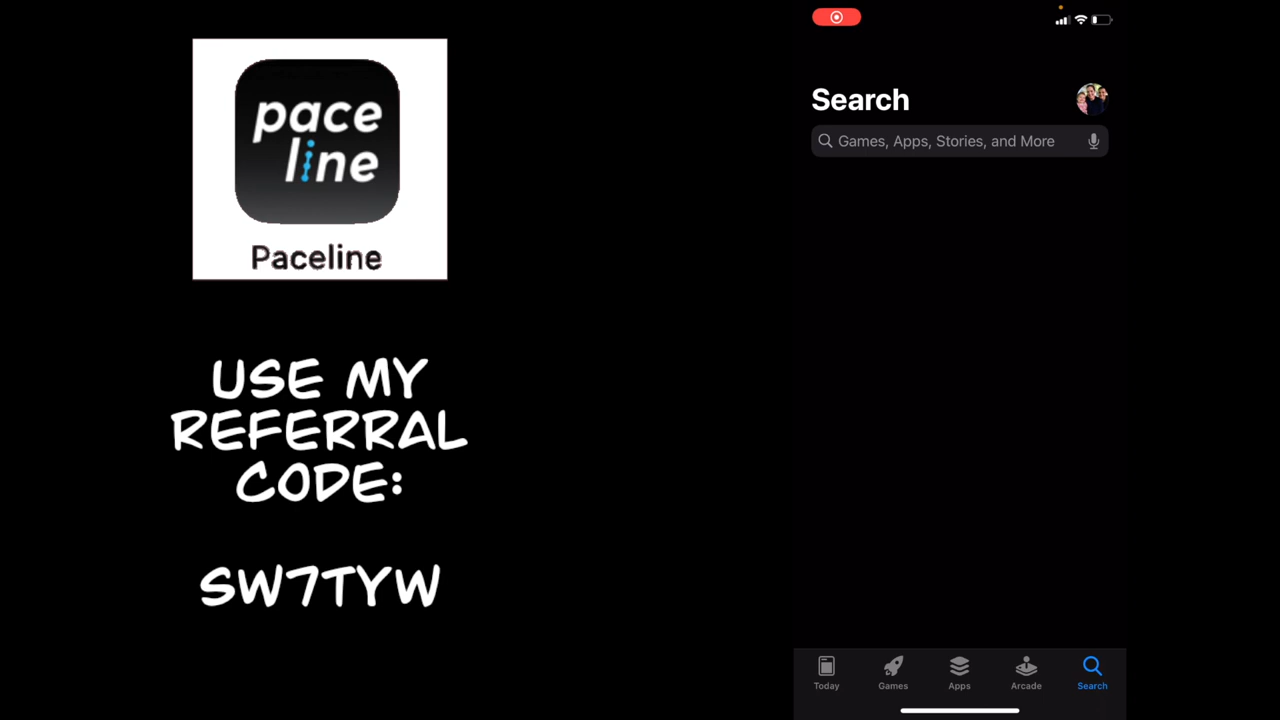 pace
line
Paceline
USE MY
REFERRAL
CODE:
SW7TYW
Search
Games, Apps, Stories, and More
Today
Games
Apps
Arcade
Search